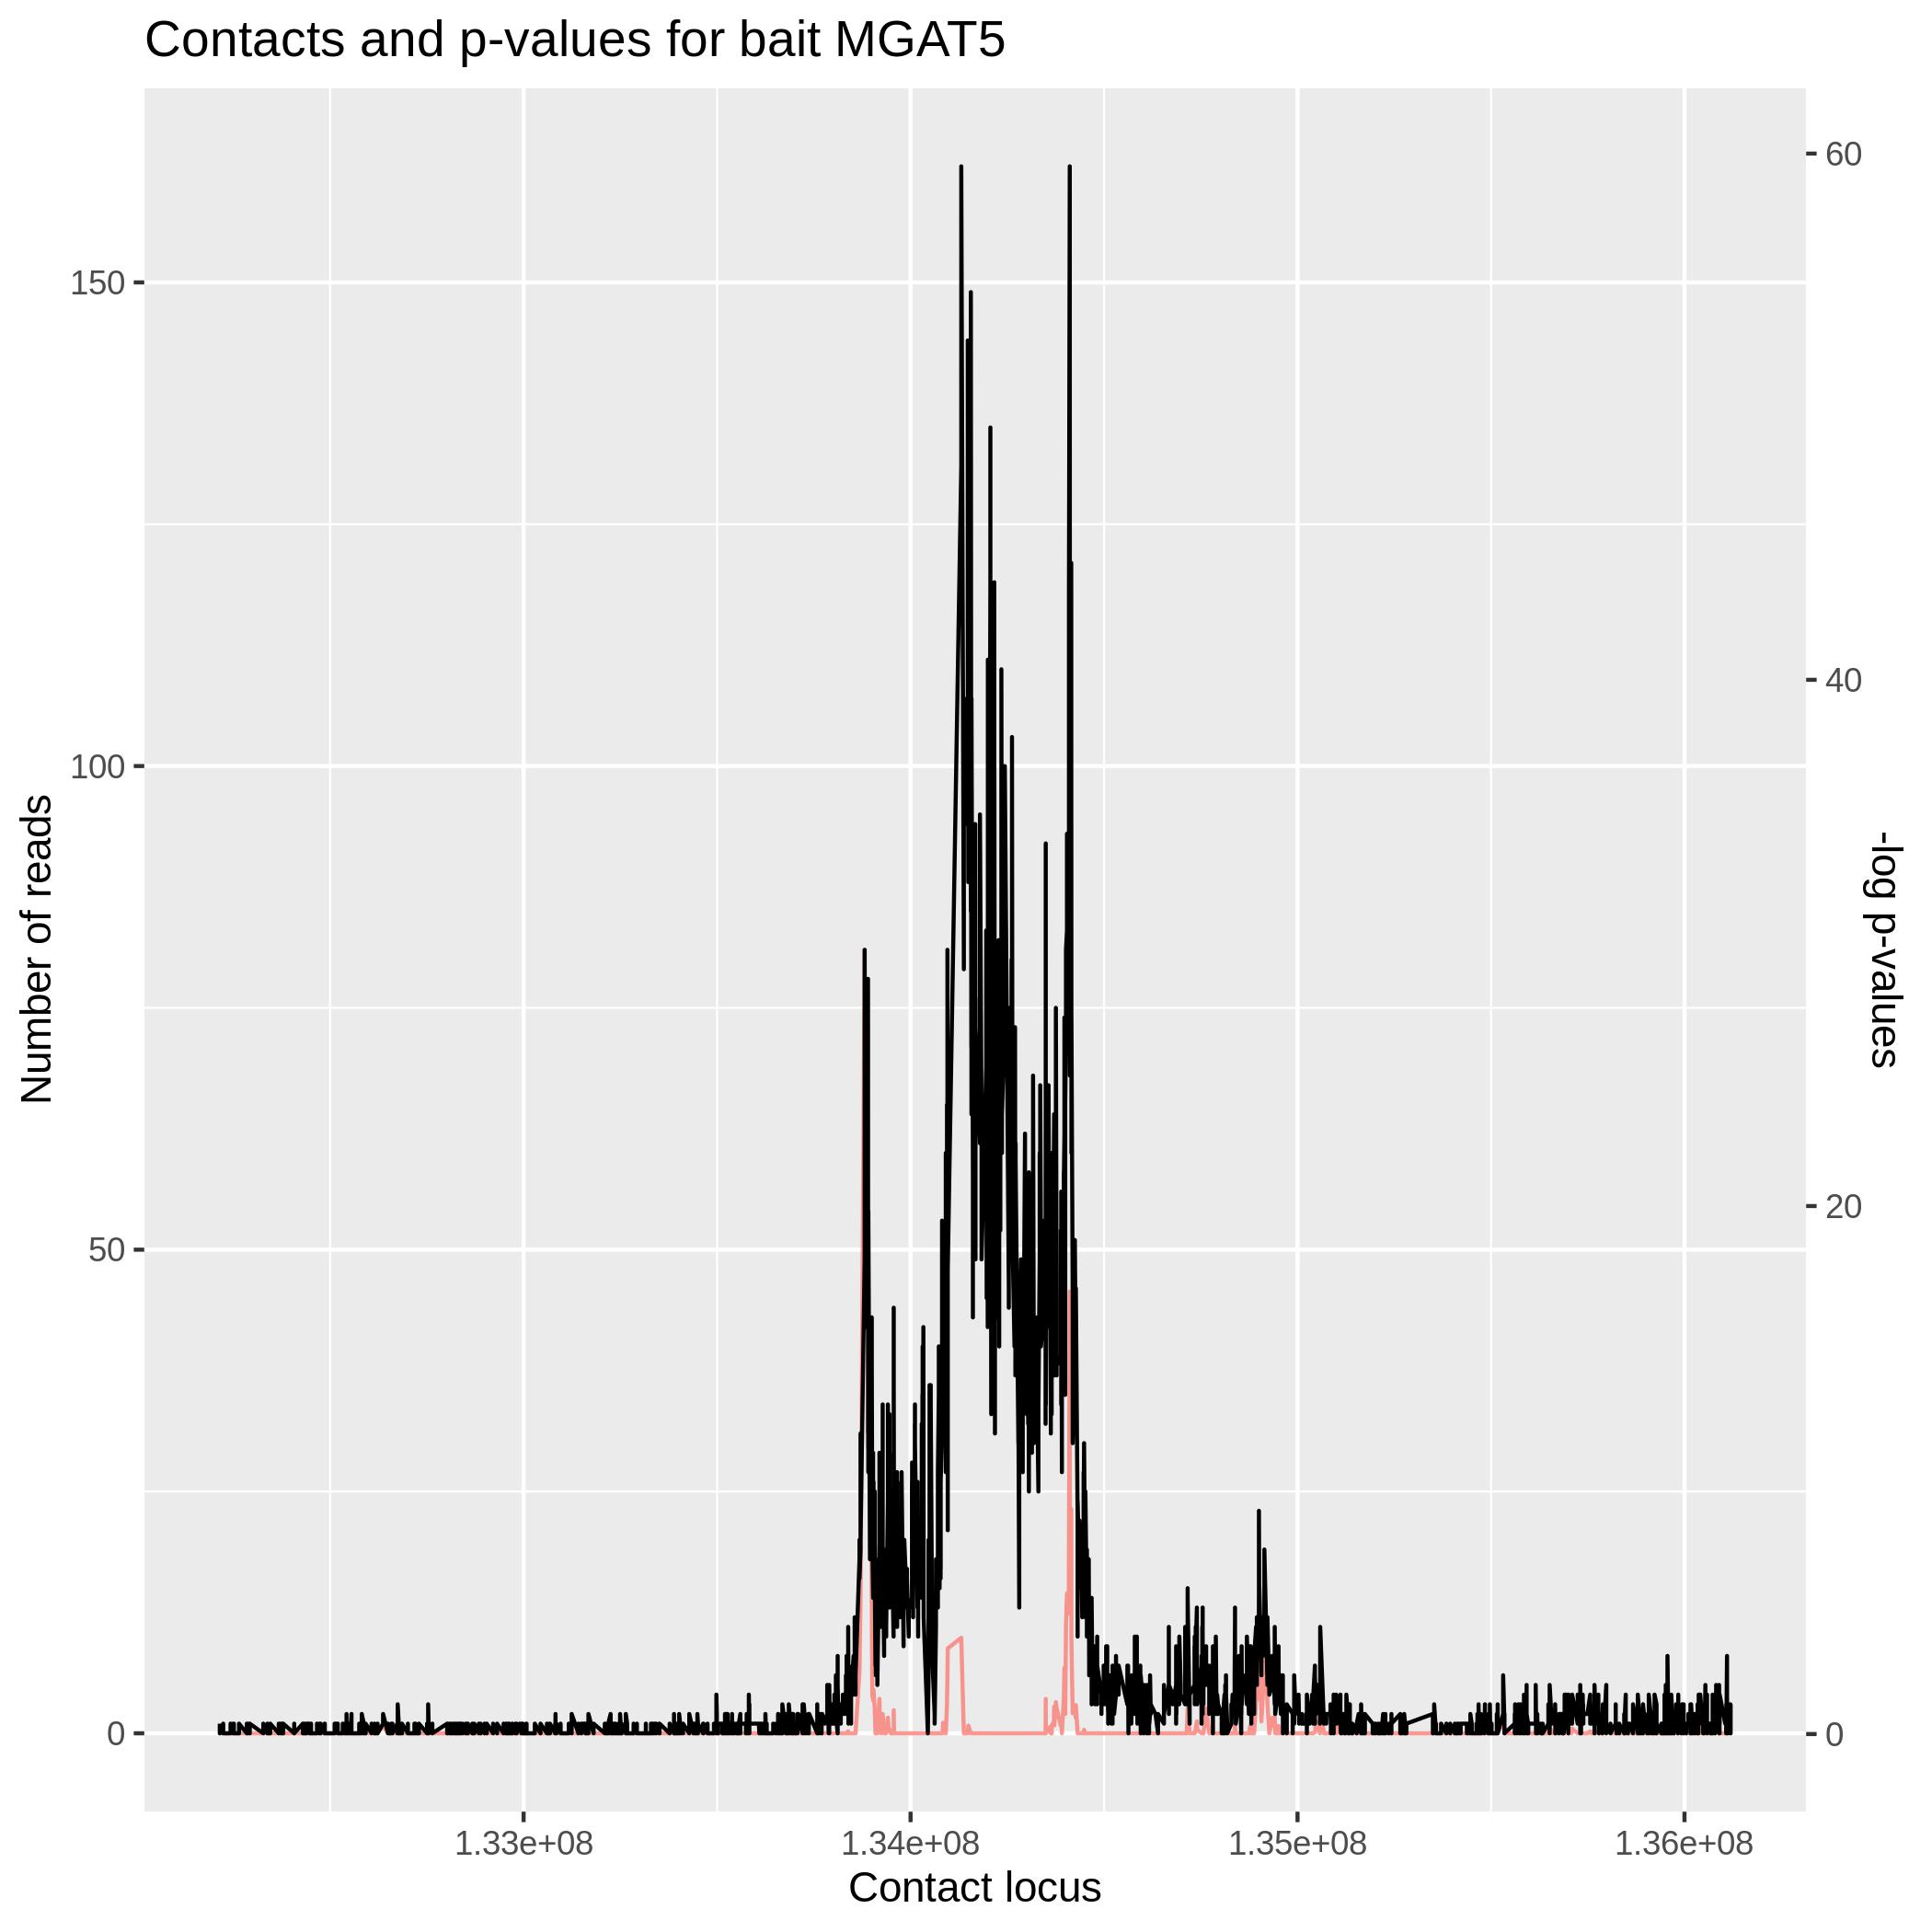 Contacts and p-values for bait MGAT5
150
100
50
0
60
40
20
0
Number of reads
-log p-values
1.33e+08
1.34e+08
1.35e+08
1.36e+08
Contact locus